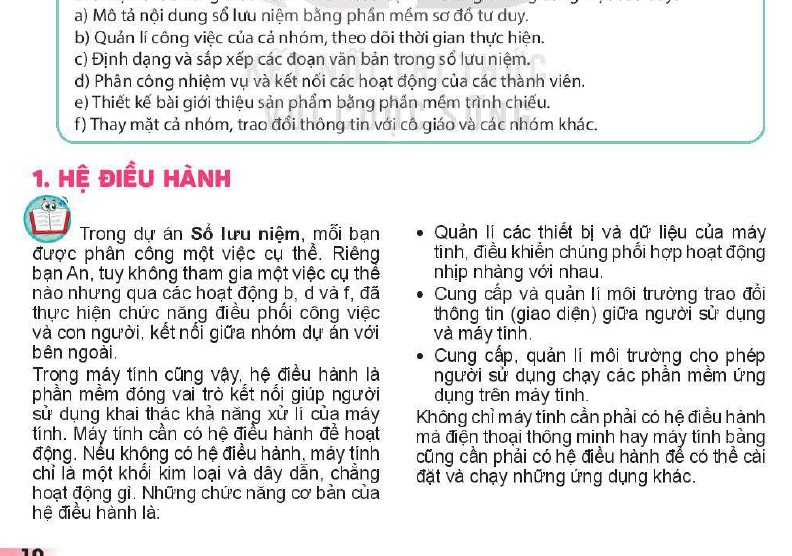 a) Mô tả nội dung sổ lưu niệm bằng phần mềm sơ đồ tư duy.
b) Quản lí công việc của cả nhóm, theo dõi thời gian thực hiện.
c) Định dạng và sắp xếp các đoạn văn bản trong sổ lưu niệm.
d) Phân công nhiệm vụ và kết nối các hoạt động của các thành viên.
e) Thiết kế bài giới thiệu sản phẩm bằng phần mềm trình chiếu.
f) Thay mặt cả nhóm, trao đổi thông tin với cô giáo và các nhóm khác.
KẾT NỐI TRI THỨC
VỚI CUỘC SỐNG
1. HỆ ĐIỀU HÀNH
Trong dự án Sổ lưu niệm, mỗi bạn
được phân công một việc cụ thể. Riêng
bạn An, tuy không tham gia một việc cụ thể
nào nhưng qua các hoạt động b, d và f, đã
thực hiện chức năng điều phối công việc
và con người, kết nối giữa nhóm dự án với
bên ngoài.
Trong máy tính cũng vậy, hệ điều hành là
phần mềm đóng vai trò kết nối giúp người
sử dụng khai thác khả năng xử lí của máy
tính. Máy tính cần có hệ điều hành để hoạt
động. Nếu không có hệ điều hành, máy tính
chỉ là một khối kim loại và dây dẫn, chẳng
hoạt động gì. Những chức năng cơ bản của
hệ điều hành là:
• Quản lí các thiết bị và dữ liệu của máy
tính, điều khiển chúng phối hợp hoạt động
nhịp nhàng với nhau.
• Cung cấp và quản lí môi trường trao đổi
thông tin (giao diện) giữa người sử dụng
và máy tính.
• Cung cấp, quản lí môi trường cho phép
người sử dụng chạy các phần mềm ứng
dụng trên máy tính.
Không chỉ máy tính cần phải có hệ điều hành
mà điện thoại thông minh hay máy tính bảng
cũng cần phải có hệ điều hành để có thể cài
đặt và chạy những ứng dụng khác.
10